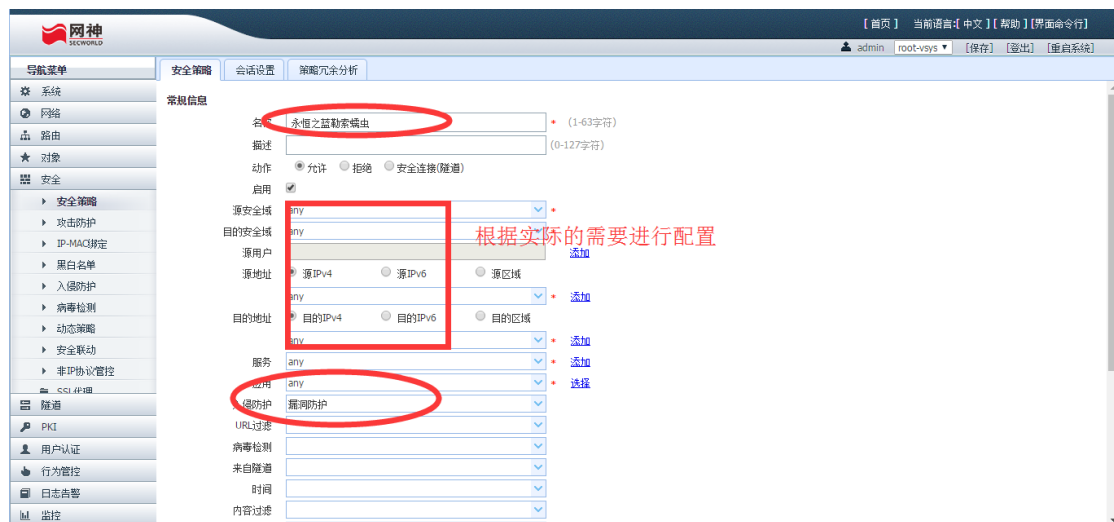 [ 首页 ] 当前语言:[ 中文 ] [ 帮助 ] [界面命令行]
网神
SECWORLD
admin root-vsys [保存] [登出] [重启系统]
导航菜单
安全策略 会话设置 策略冗余分析
系统
网络
路由
对象
安全
安全策略
攻击防护
IP-MAC绑定
黑白名单
入侵防护
病毒检测
动态策略
安全联动
非IP协议管控
SSL代理
隧道
PKI
用户认证
行为管控
日志告警
监控
常规信息
名称 永恒之蓝勒索蠕虫 * (1-63字符)
描述 (0-127字符)
动作 允许 拒绝 安全连接(隧道)
启用
源安全域 any *
目的安全域 any *
根据实际的需要进行配置
源用户 添加
源地址 源IPv4 源IPv6 源区域
any * 添加
目的地址 目的IPv4 目的IPv6 目的区域
any * 添加
服务 any * 添加
应用 any * 选择
入侵防护 漏洞防护
URL过滤
病毒检测
来自隧道
时间
内容过滤